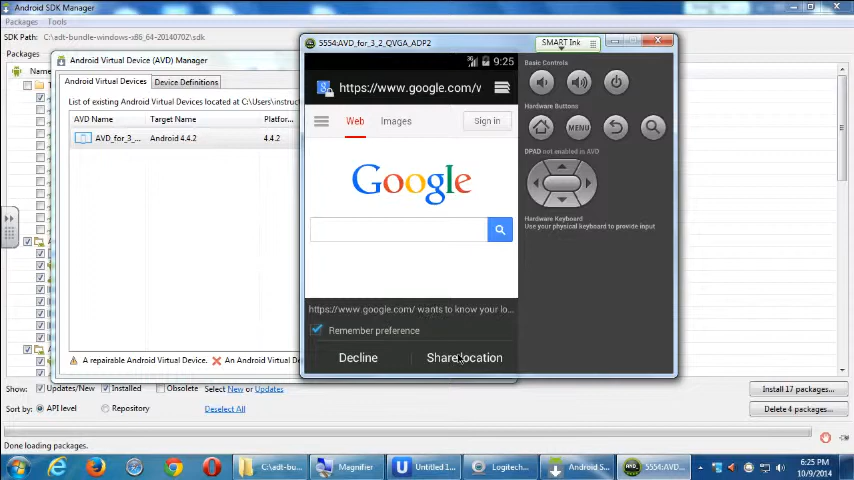 Android SDK Manager
Packages Tools
SDK Path: C:\adt-bundle-windows-x86_64-20140702\sdk
Packages
Android Virtual Device (AVD) Manager
Android Virtual Devices Device Definitions
List of existing Android Virtual Devices located at C:\Users\instruc
AVD Name Target Name Platfor...
AVD_for_3_... Android 4.4.2 4.4.2
A repairable Android Virtual Device. An Android Vi
5554:AVD_for_3_2_QVGA_ADP2
SMART Ink
3G 9:25
https://www.google.com/v
Web Images Sign in
Google
https://www.google.com/ wants to know your lo...
Remember preference
Decline Share location
Basic Controls
Hardware Buttons
MENU
DPAD not enabled in AVD
Hardware Keyboard
Use your physical keyboard to provide input
Show: Updates/New Installed Obsolete Select New or Updates
Install 17 packages...
Sort by: API level Repository Deselect All
Delete 4 packages...
Done loading packages.
C:\adt-bu... Magnifier Untitled 1... Logitech... Android S... 5554:AVD...
6:25 PM
10/9/2014